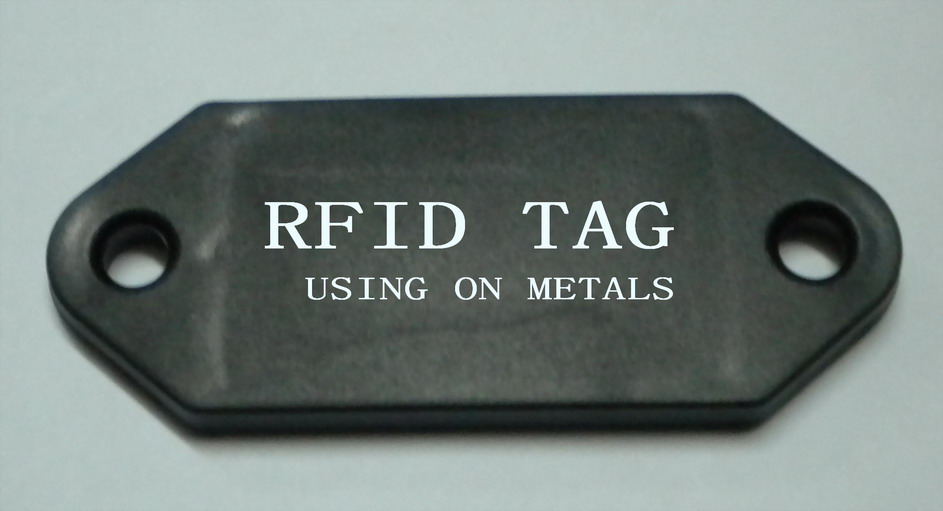 RFID TAG
USING ON METALS